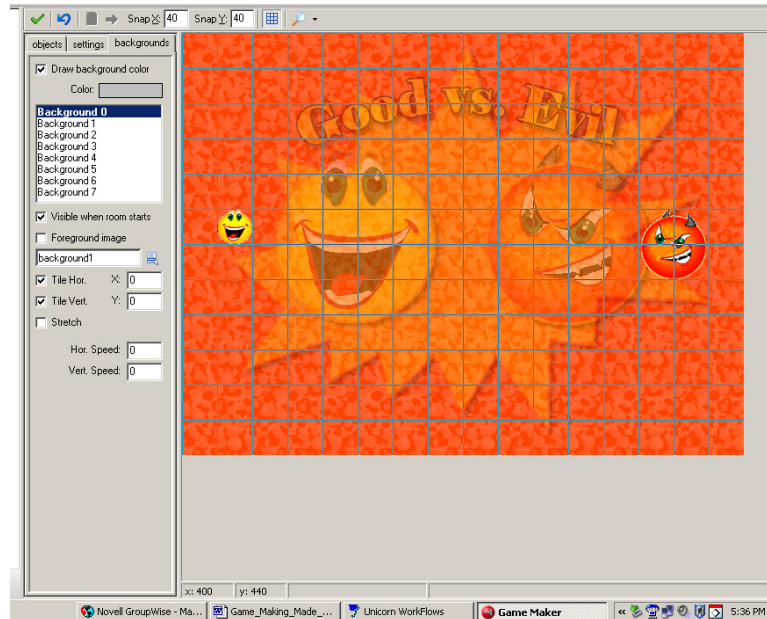 Snap X: 40 Snap Y: 40
objects settings backgrounds
Draw background color
Color:
Background 0
Background 1
Background 2
Background 3
Background 4
Background 5
Background 6
Background 7
Visible when room starts
Foreground image
background1
Tile Hor. X: 0
Tile Vert. Y: 0
Stretch
Hor. Speed: 0
Vert. Speed: 0
Good vs. Evil
x: 400 y: 440
Novell GroupWise - Ma... Game_Making_Made_... Unicorn WorkFlows Game Maker « 5:36 PM